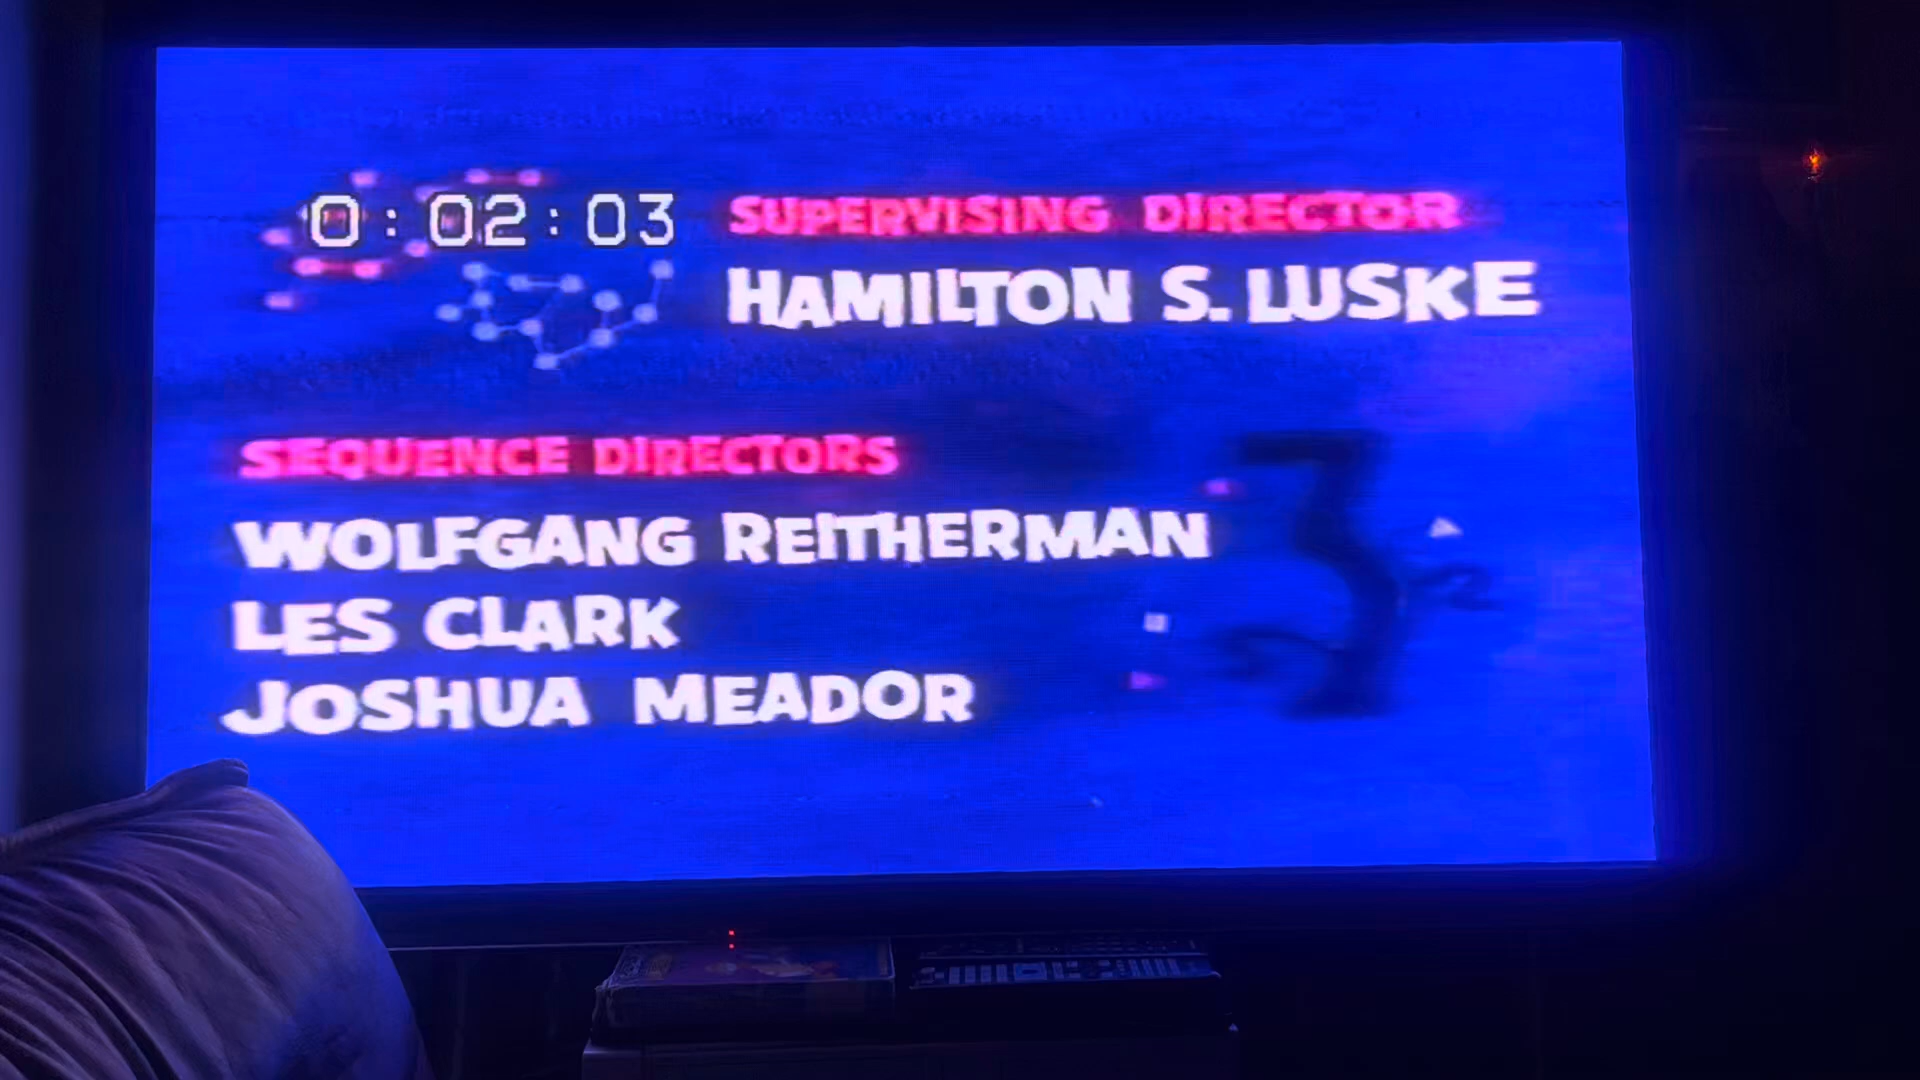 0:02:03
SUPERVISING DIRECTOR
HAMILTON S. LUSKE
SEQUENCE DIRECTORS
WOLFGANG REITHERMAN
LES CLARK
JOSHUA MEADOR